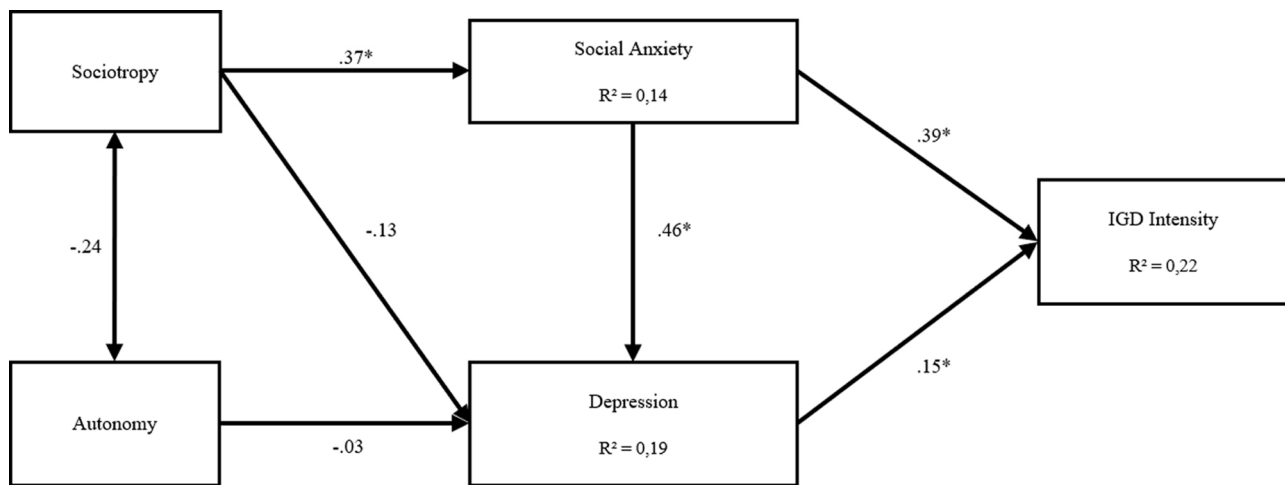 Sociotropy
.37*
Social Anxiety
R² = 0,14
.39*
-.24
-.13
.46*
IGD Intensity
R² = 0,22
Autonomy
-.03
Depression
R² = 0,19
.15*